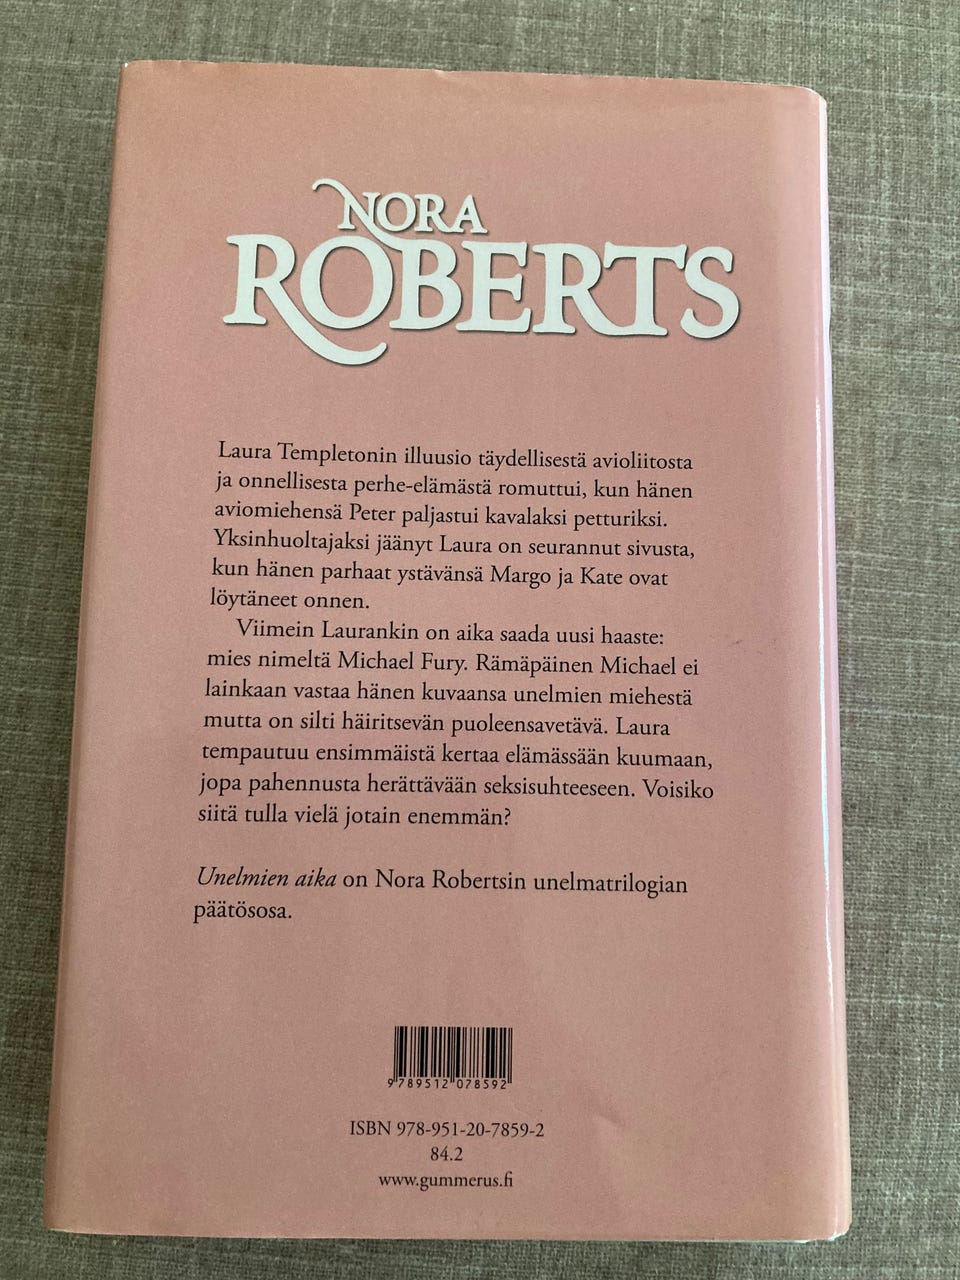 NORA
ROBERTS
Laura Templetonin illuusio täydellisestä avioliitosta
ja onnellisesta perhe-elämästä romuttui, kun hänen
aviomiehensä Peter paljastui kavalaksi petturiksi.
Yksinhuoltajaksi jäänyt Laura on seurannut sivusta,
kun hänen parhaat ystävänsä Margo ja Kate ovat
löytäneet onnen.
Viimein Laurankin on aika saada uusi haaste:
mies nimeltä Michael Fury. Rämäpäinen Michael ei
lainkaan vastaa hänen kuvaansa unelmien miehestä
mutta on silti häiritsevän puoleensavetävä. Laura
tempautuu ensimmäistä kertaa elämässään kuumaan,
jopa pahennusta herättävään seksisuhteeseen. Voisiko
siitä tulla vielä jotain enemmän?
Unelmien aika on Nora Robertsin unelmatrilogian
päätösosa.
9 789512 078592
ISBN 978-951-20-7859-2
84.2
www.gummerus.fi